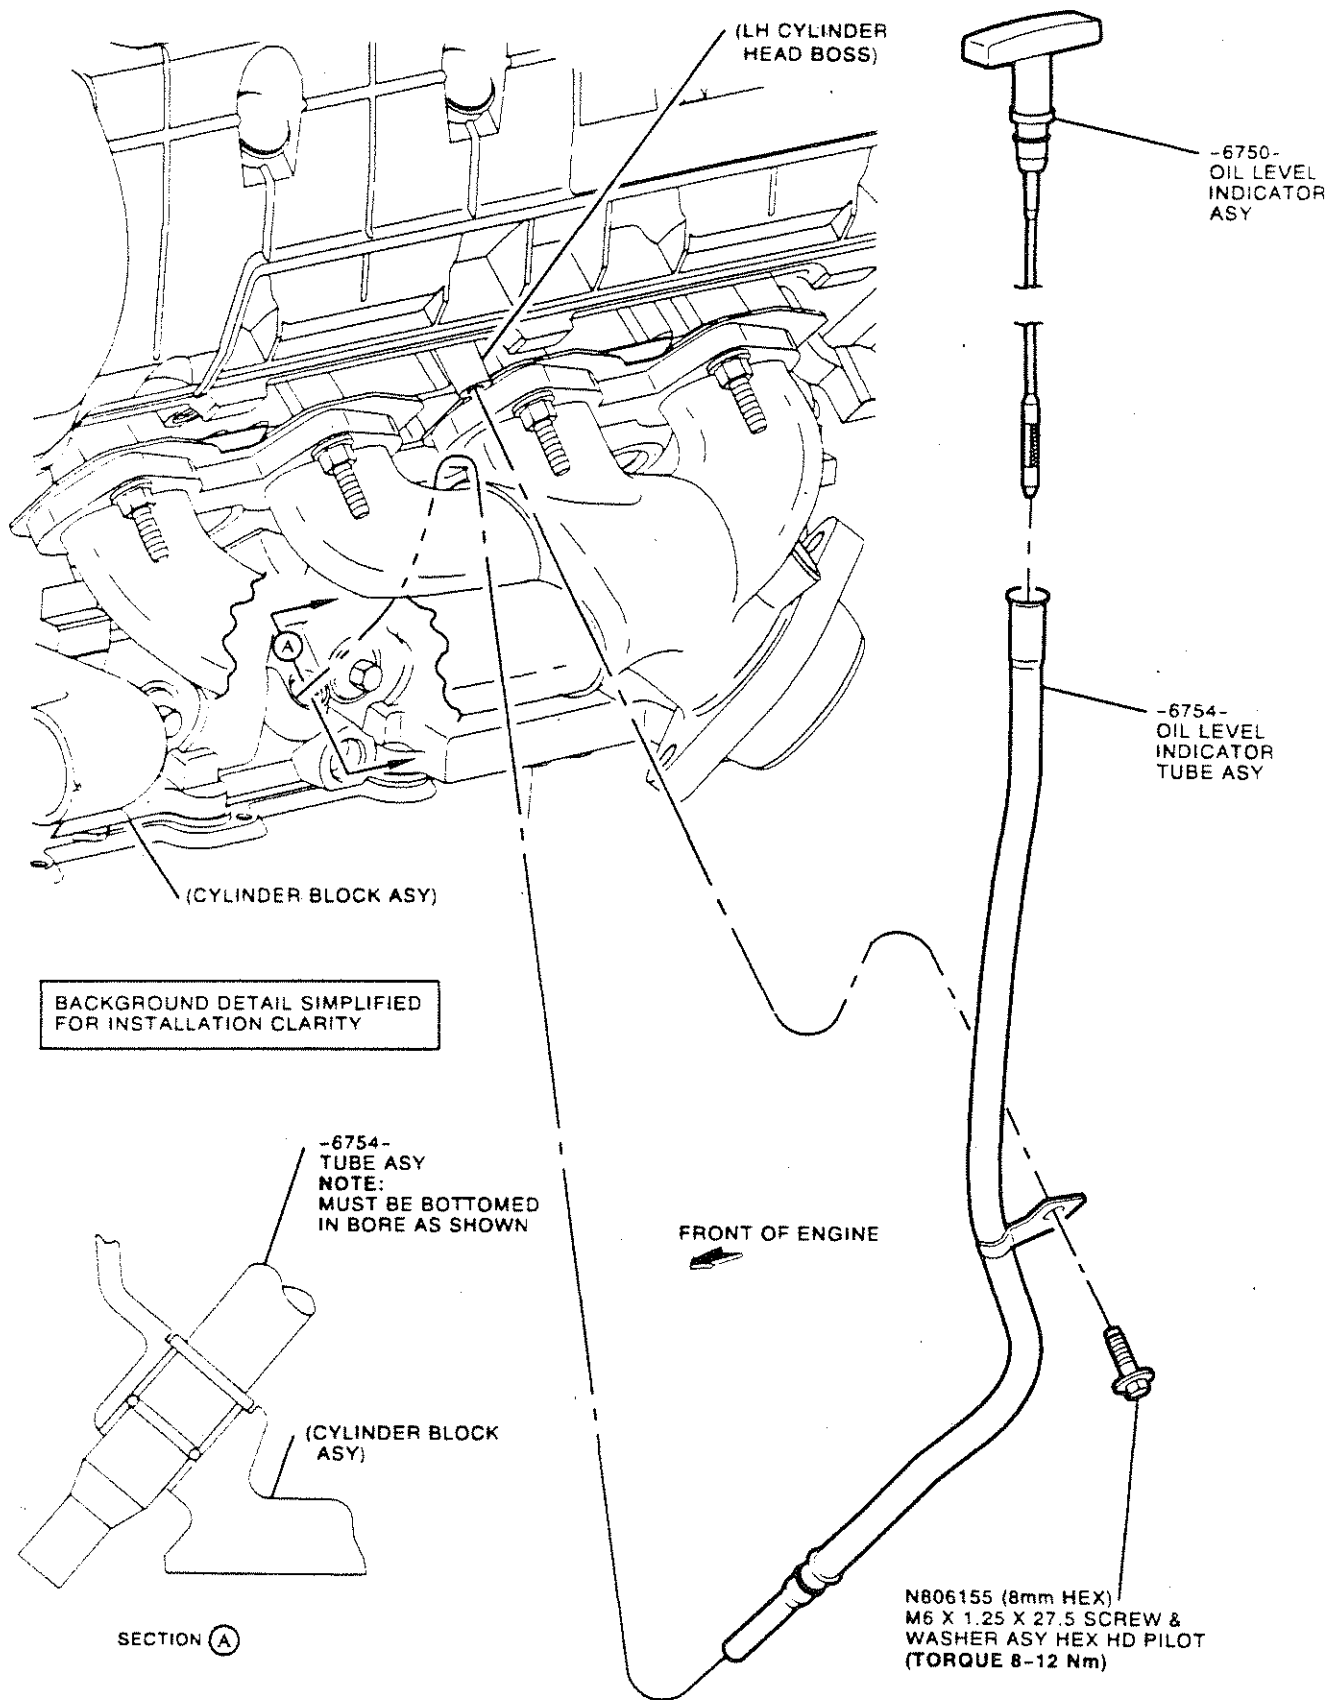 (LH CYLINDER
HEAD BOSS)
-6750-
OIL LEVEL
INDICATOR
ASY
-6754-
OIL LEVEL
INDICATOR
TUBE ASY
A
(CYLINDER BLOCK ASY)
BACKGROUND DETAIL SIMPLIFIED
FOR INSTALLATION CLARITY
-6754-
TUBE ASY
NOTE:
MUST BE BOTTOMED
IN BORE AS SHOWN
FRONT OF ENGINE
(CYLINDER BLOCK
ASY)
SECTION A
N806155 (8mm HEX)
M6 X 1.25 X 27.5 SCREW &
WASHER ASY HEX HD PILOT
(TORQUE 8-12 Nm)